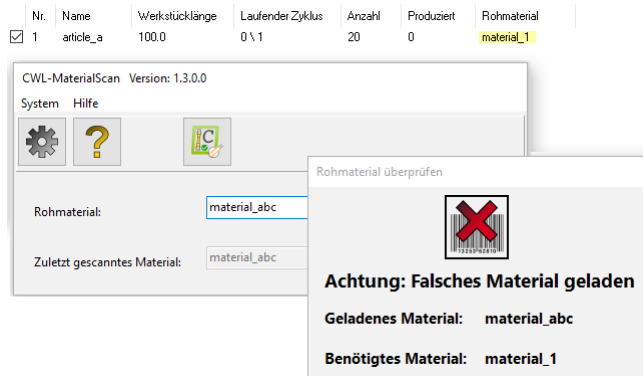 Nr. Name Werkstücklänge Laufender Zyklus Anzahl Produziert Rohmaterial
1 article_a 100.0 0 \ 1 20 0 material_1
CWL-MaterialScan Version: 1.3.0.0
System Hilfe
Rohmaterial: material_abc
Zuletzt gescanntes Material: material_abc
Rohmaterial überprüfen
Achtung: Falsches Material geladen
Geladenes Material: material_abc
Benötigtes Material: material_1